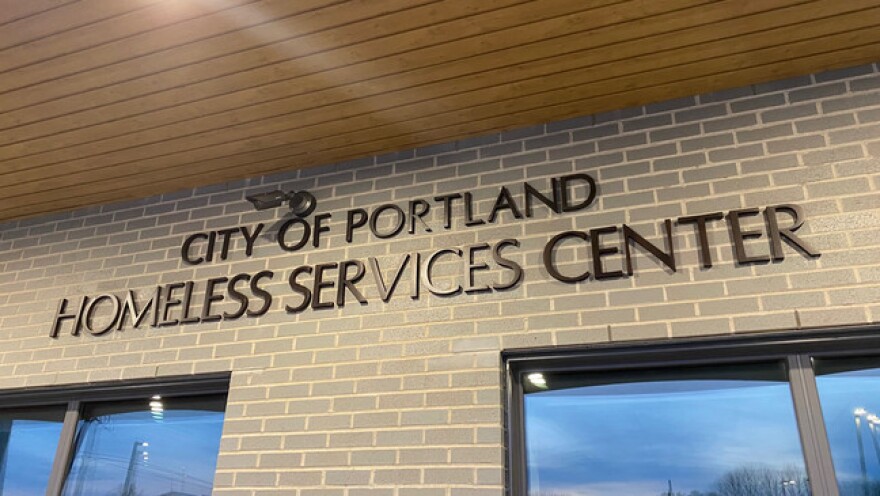 CITY OF PORTLAND
HOMELESS SERVICES CENTER